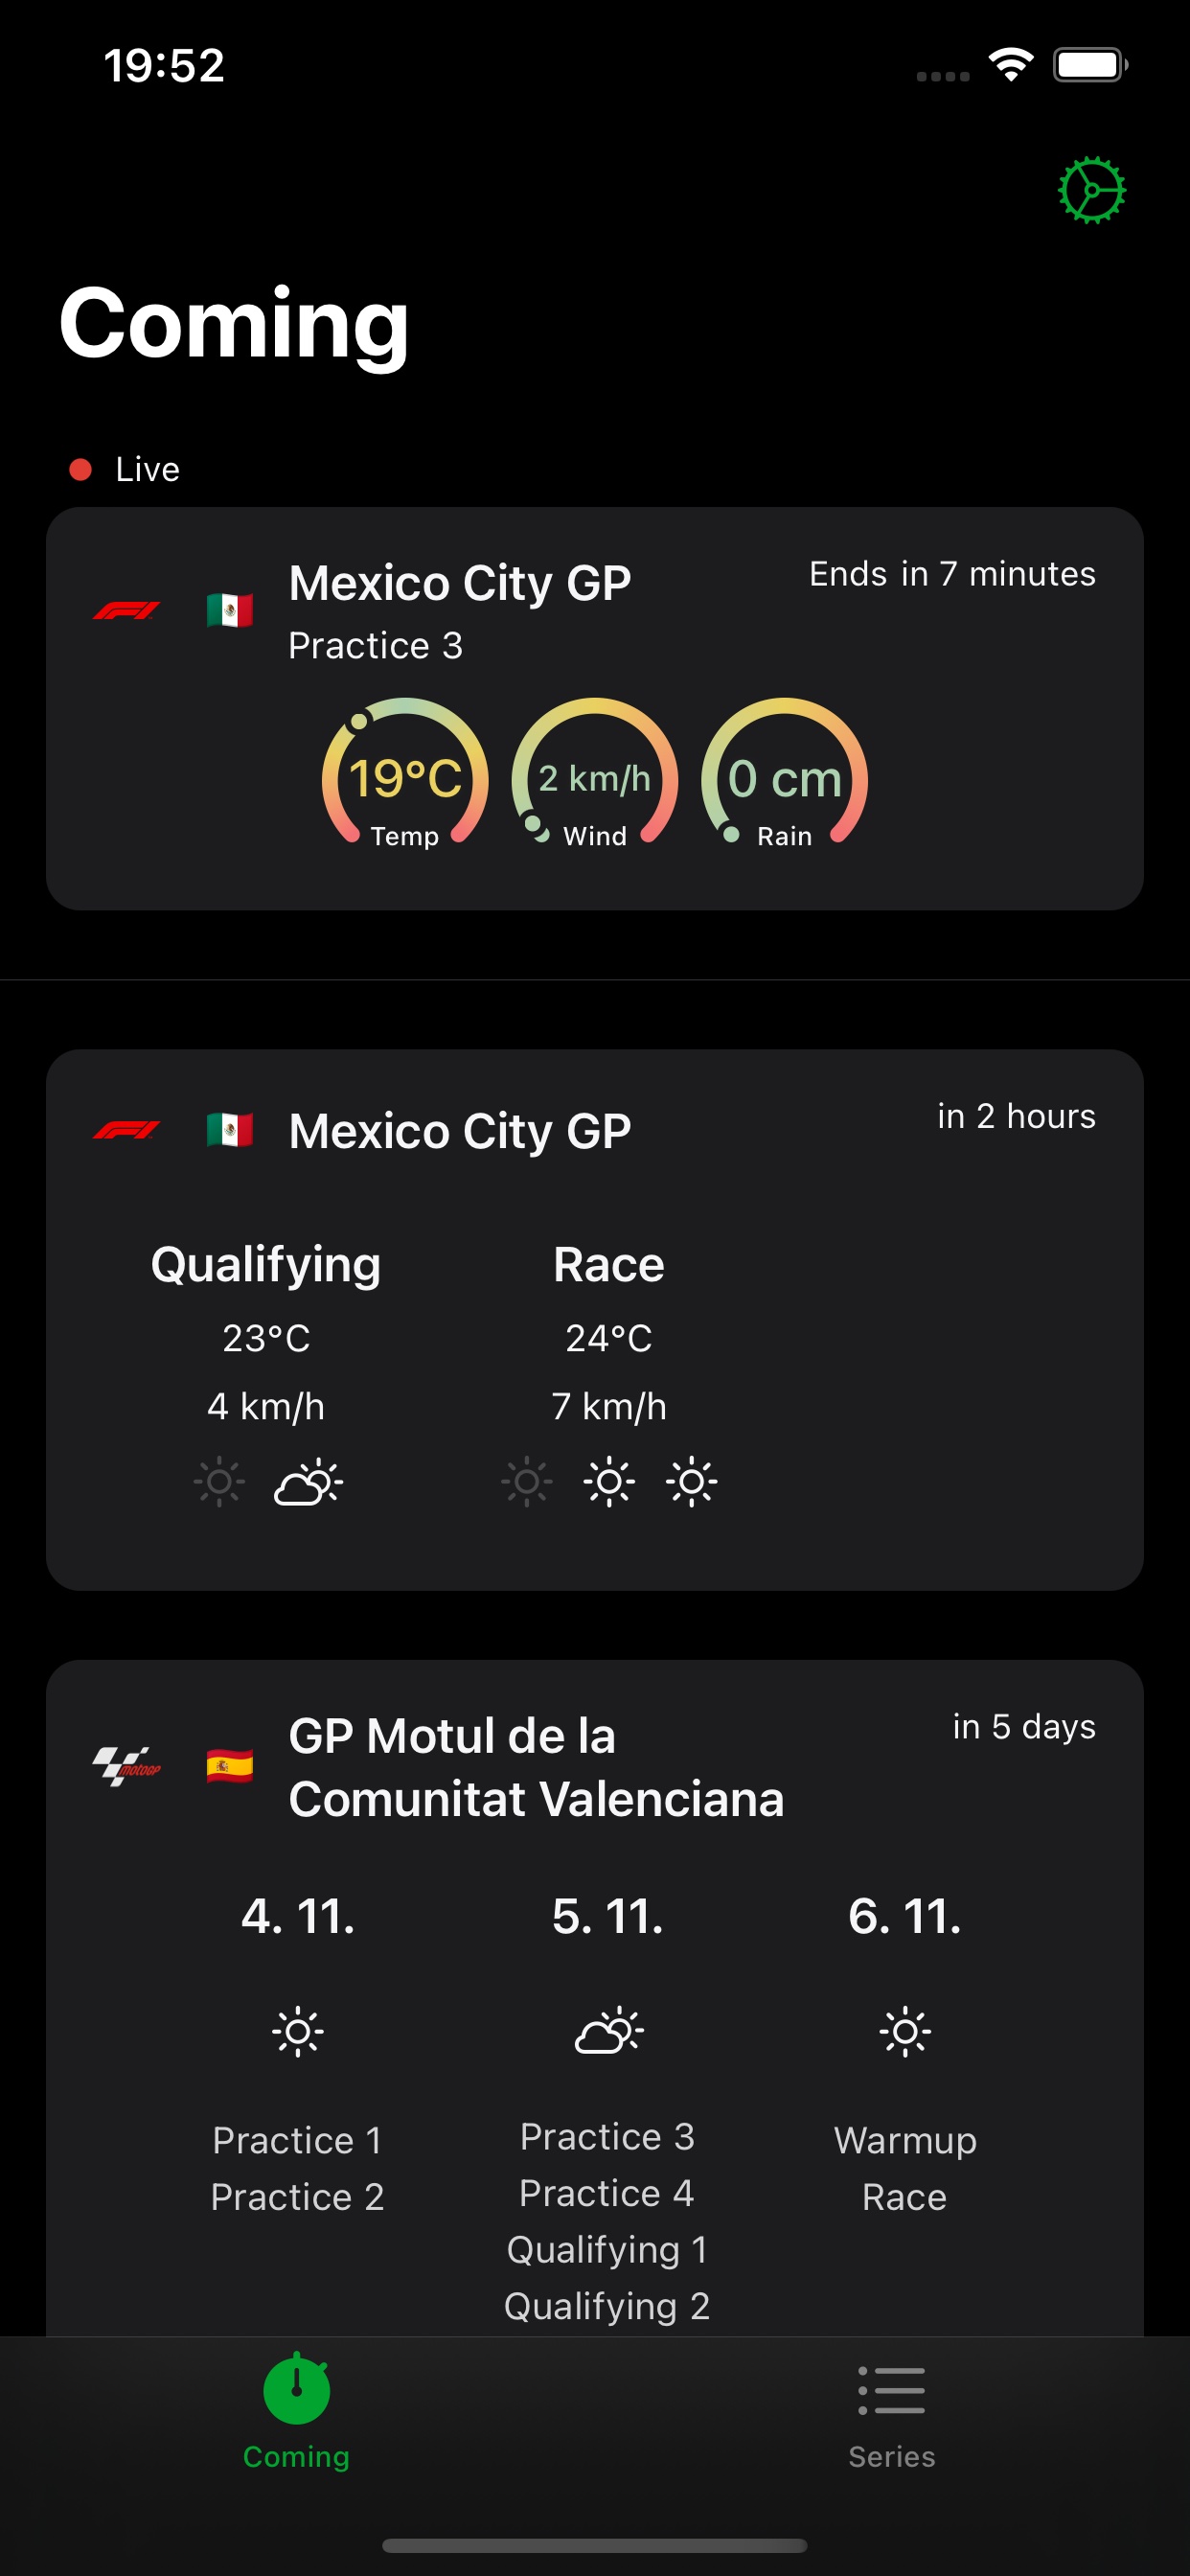 19:52
Coming
Live
Mexico City GP
Ends in 7 minutes
Practice 3
19°C
2 km/h
0 cm
Temp
Wind
Rain
Mexico City GP
in 2 hours
Qualifying
Race
23°C
24°C
4 km/h
7 km/h
GP Motul de la
Comunitat Valenciana
in 5 days
MotoGP
4. 11.
5. 11.
6. 11.
Practice 1
Practice 2
Practice 3
Practice 4
Qualifying 1
Qualifying 2
Warmup
Race
Coming
Series